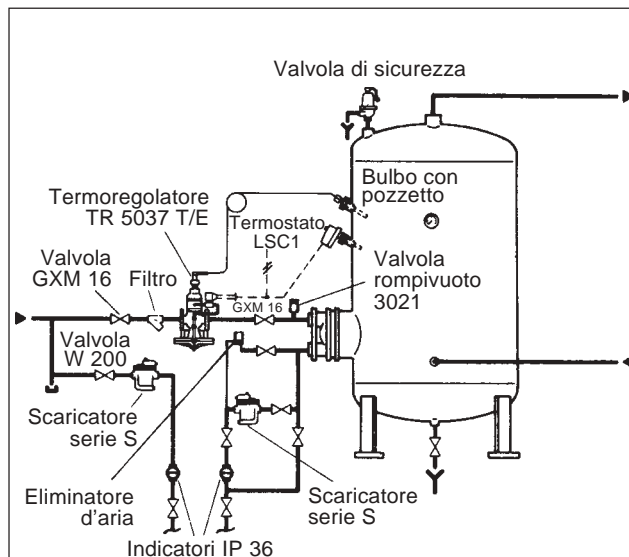 Valvola di sicurezza
Bulbo con
pozzetto
Termoregolatore
TR 5037 T/E
Termostato
LSC1
Valvola
GXM 16
Filtro
Valvola
rompivuoto
3021
GXM 16
Valvola
W 200
Scaricatore
serie S
Eliminatore
d'aria
Scaricatore
serie S
Indicatori IP 36